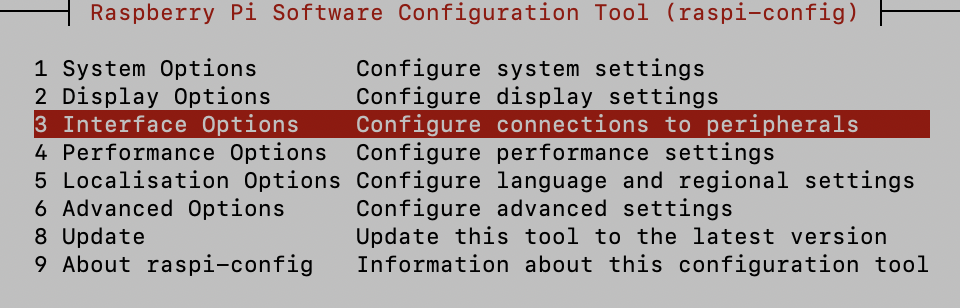 Raspberry Pi Software Configuration Tool (raspi-config)
1 System Options Configure system settings
2 Display Options Configure display settings
3 Interface Options Configure connections to peripherals
4 Performance Options Configure performance settings
5 Localisation Options Configure language and regional settings
6 Advanced Options Configure advanced settings
8 Update Update this tool to the latest version
9 About raspi-config Information about this configuration tool